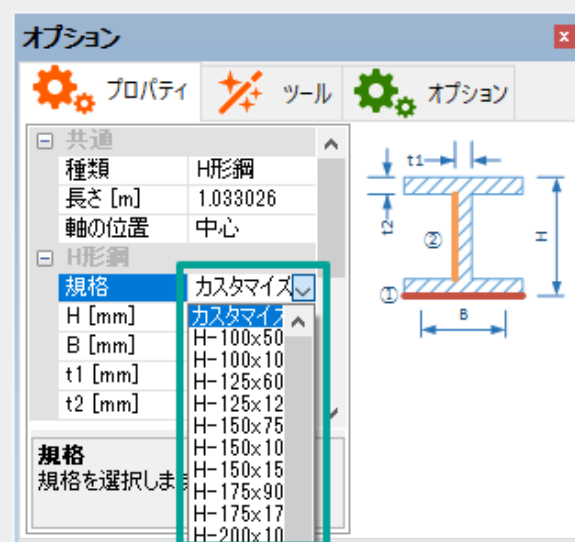 オプション
x
プロパティ ツール オプション
共通
種類 H形鋼
長さ [m] 1.033026
軸の位置 中心
H形鋼
規格 カスタマイズ
H [mm]
B [mm]
t1 [mm]
t2 [mm]
カスタマイズ
H-100x50
H-100x10
H-125x60
H-125x12
H-150x75
H-150x10
H-150x15
H-175x90
H-175x17
H-200x10
規格
規格を選択しま
t1
t2
②
H
①
B